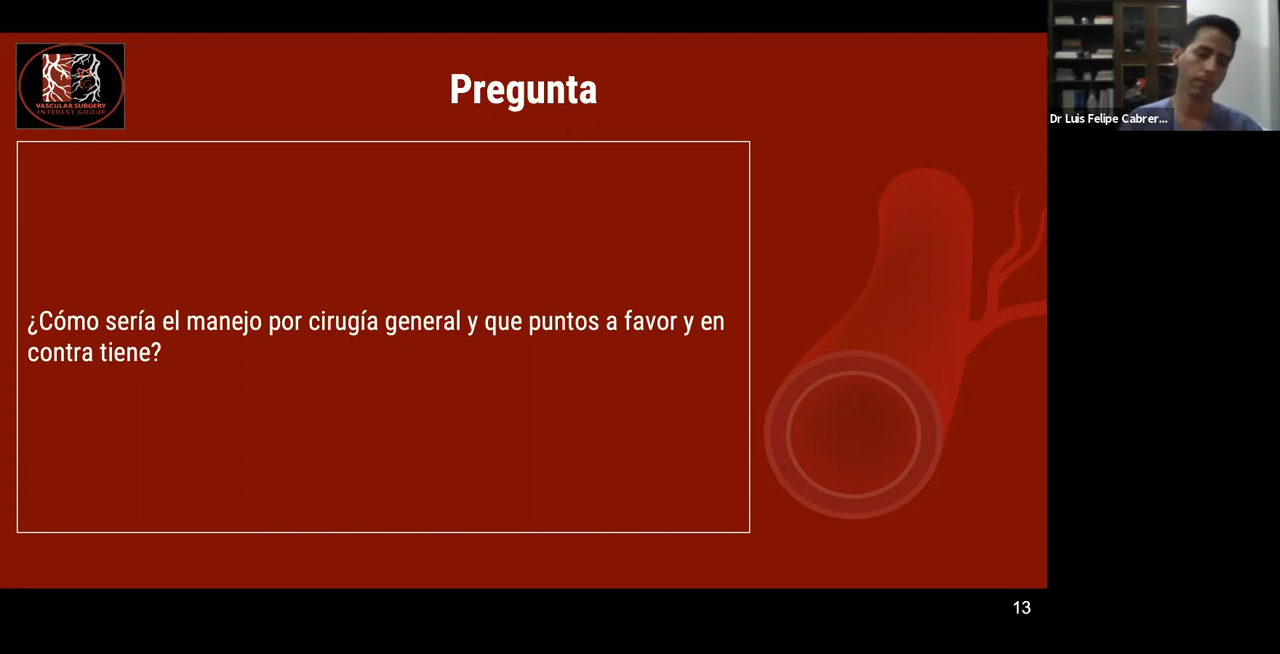 VASCULAR SURGERY
INTEREST GROUP
Pregunta
¿Cómo sería el manejo por cirugía general y que puntos a favor y en
contra tiene?
Dr Luis Felipe Cabrer...
13